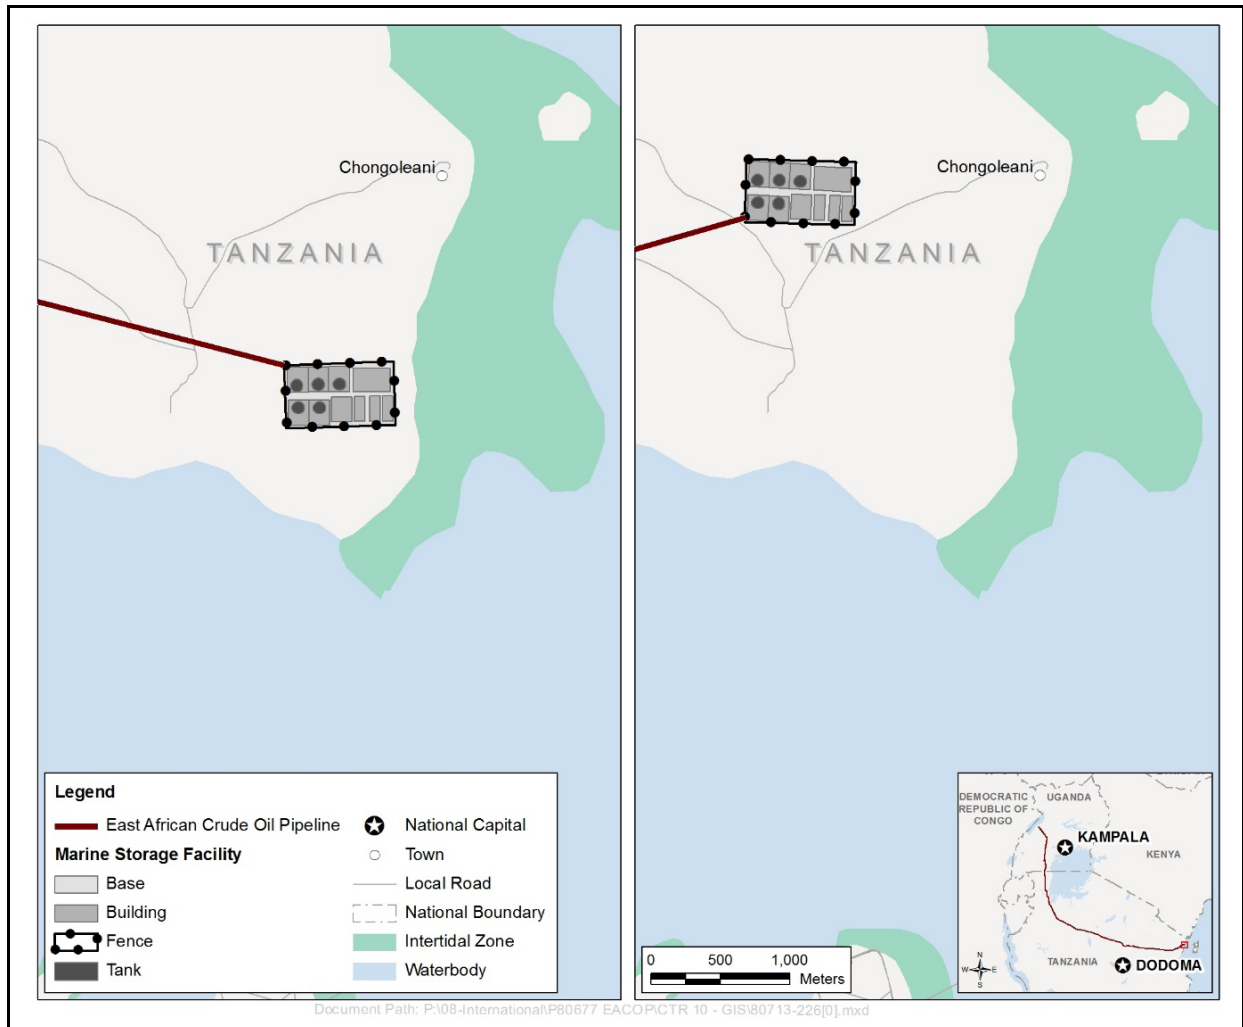 Chongoleani
TANZANIA
Chongoleani
TANZANIA
Legend
East African Crude Oil Pipeline
Marine Storage Facility
Base
Building
Fence
Tank
National Capital
Town
Local Road
National Boundary
Intertidal Zone
Waterbody
0 500 1,000
Meters
DEMOCRATIC
REPUBLIC OF
CONGO
UGANDA
KAMPALA
KENYA
TANZANIA
DODOMA
N
W E
S
Document Path: P:\08-International\P80677 EACOP\CTR 10 - GIS\80713-226[0].mxd